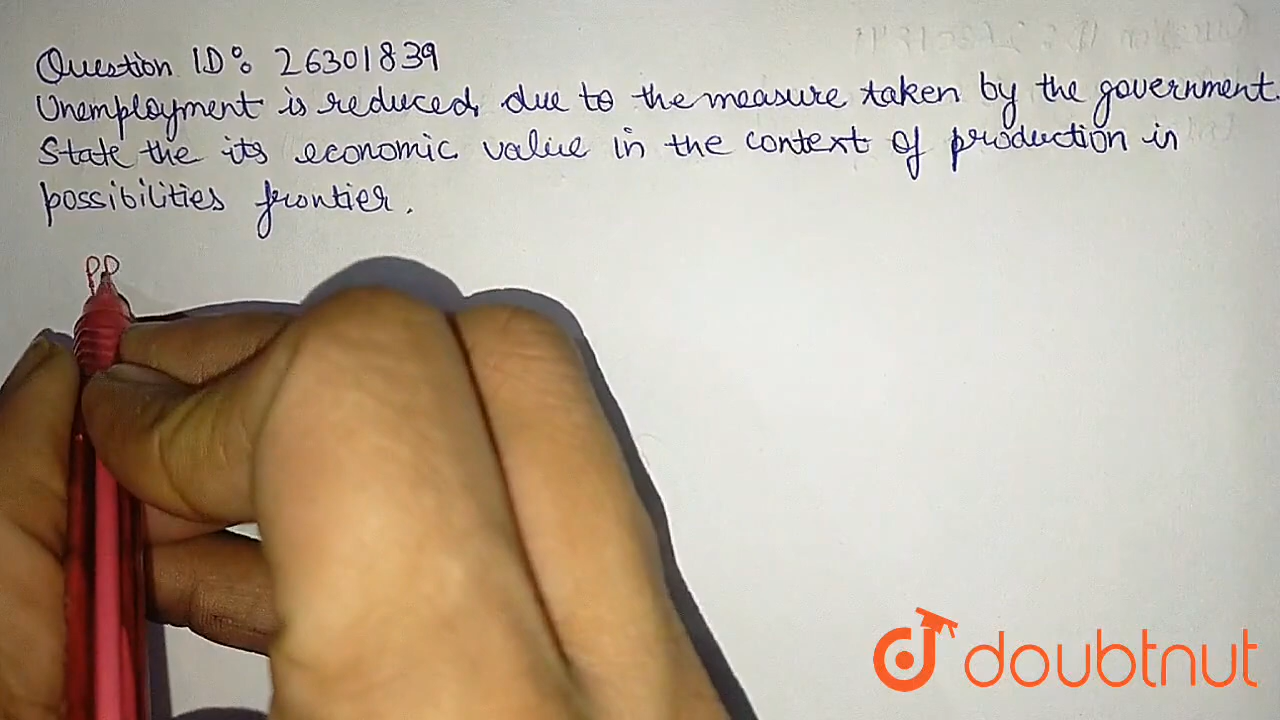 Question ID: 26301839
Unemployment is reduced, due to the measure taken by the government.
State the its economic value in the context of production in
possibilities frontier.
PP
doubtnut